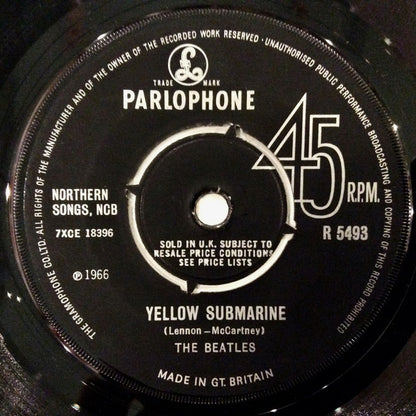 THE GRAMOPHONE CO. LTD. ALL RIGHTS OF THE MANUFACTURER AND OF THE OWNER OF THE RECORDED WORK RESERVED · UNAUTHORISED PUBLIC PERFORMANCE BROADCASTING AND COPYING OF THIS RECORD PROHIBITED
£
TRADE MARK
PARLOPHONE
45
R.P.M.
NORTHERN
SONGS, NCB
7XCE 18396
R 5493
SOLD IN U.K. SUBJECT TO
RESALE PRICE CONDITIONS
SEE PRICE LISTS
℗ 1966
YELLOW SUBMARINE
(Lennon – McCartney)
THE BEATLES
MADE IN GT. BRITAIN